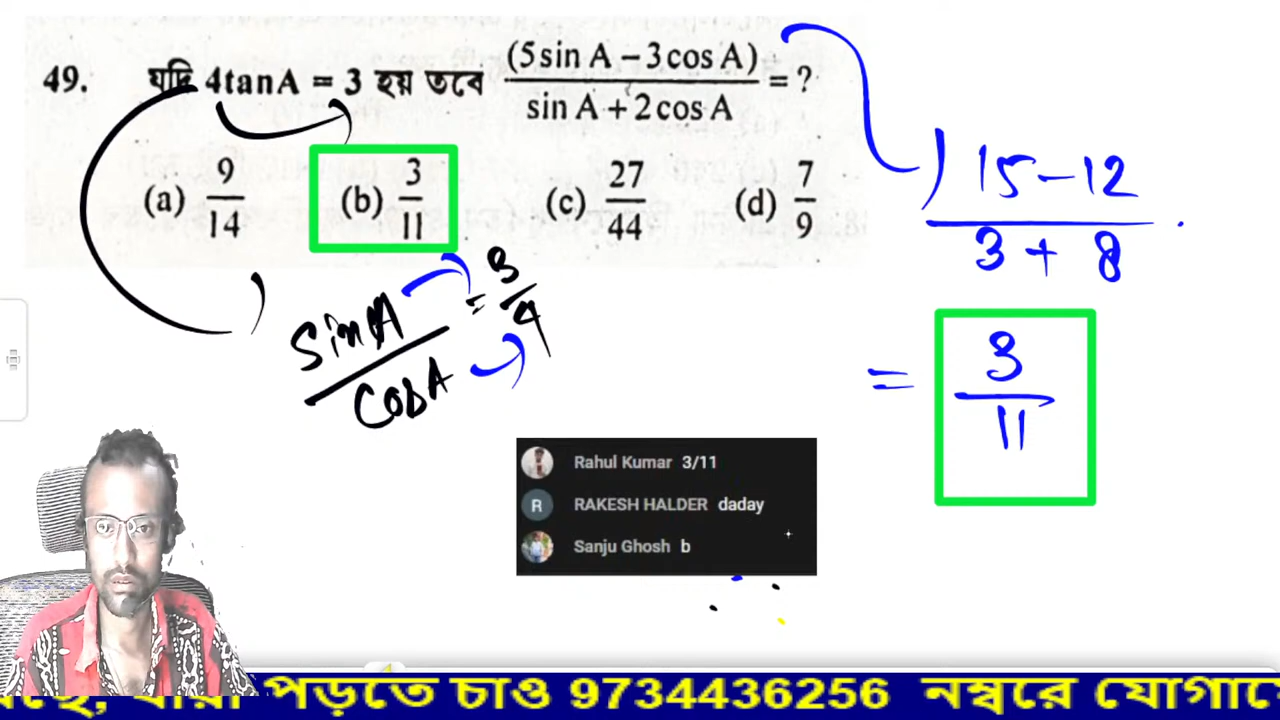 49. যদি 4tanA = 3 হয় তবে (5sin A – 3cos A) / sin A + 2cos A = ?
(a) 9/14 (b) 3/11 (c) 27/44 (d) 7/9
15-12
3 + 8
sinA / cosA = 3/4
= 3/11
Rahul Kumar 3/11
R RAKESH HALDER daday
Sanju Ghosh b
পড়তে চাও 9734436256 নম্বরে